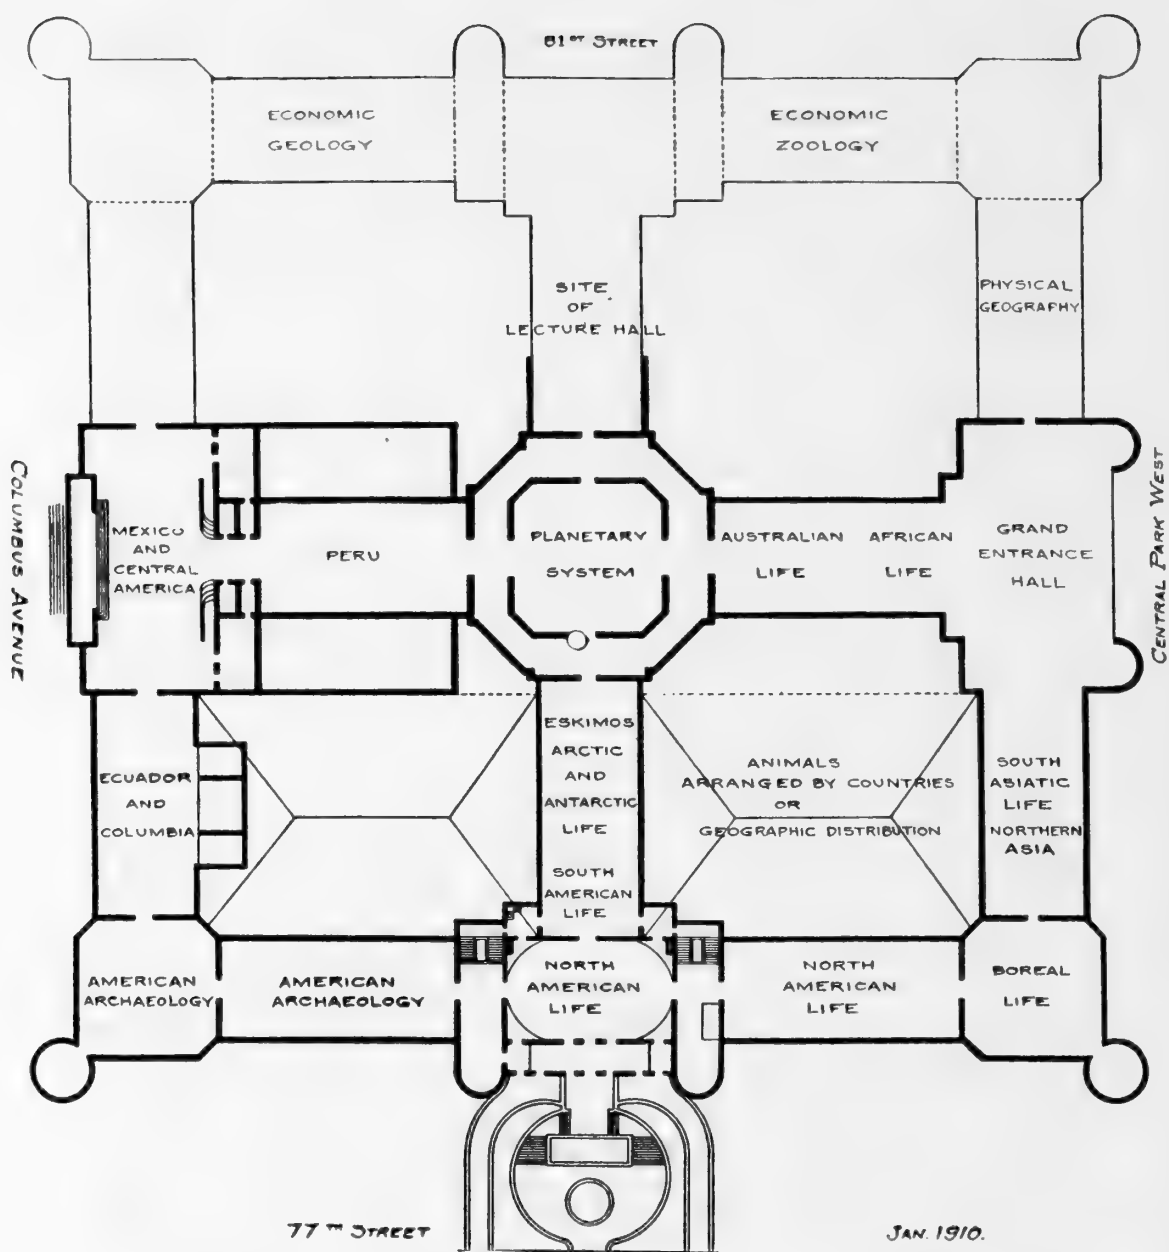 81ST STREET
ECONOMIC
GEOLOGY
ECONOMIC
ZOOLOGY
SITE
OF
LECTURE HALL
PHYSICAL
GEOGRAPHY
COLUMBUS AVENUE
MEXICO
AND
CENTRAL
AMERICA
PERU
PLANETARY
SYSTEM
AUSTRALIAN
LIFE
AFRICAN
LIFE
GRAND
ENTRANCE
HALL
CENTRAL PARK WEST
ECUADOR
AND
COLUMBIA
ESKIMOS
ARCTIC
AND
ANTARCTIC
LIFE
SOUTH
AMERICAN
LIFE
ANIMALS
ARRANGED BY COUNTRIES
OR
GEOGRAPHIC DISTRIBUTION
SOUTH
ASIATIC
LIFE
NORTHERN
ASIA
AMERICAN
ARCHAEOLOGY
AMERICAN
ARCHAEOLOGY
NORTH
AMERICAN
LIFE
NORTH
AMERICAN
LIFE
BOREAL
LIFE
77TH STREET
JAN. 1910.